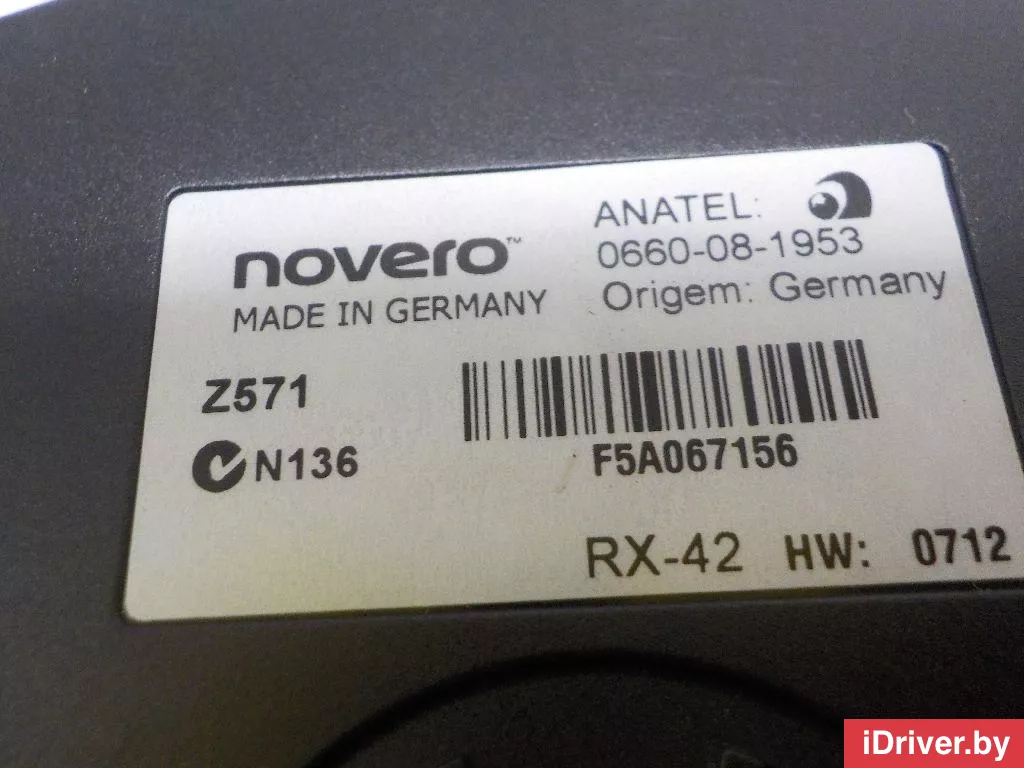 novero™
MADE IN GERMANY
ANATEL:
0660-08-1953
Origem: Germany
Z571
N136
F5A067156
RX-42 HW: 0712
iDriver.by